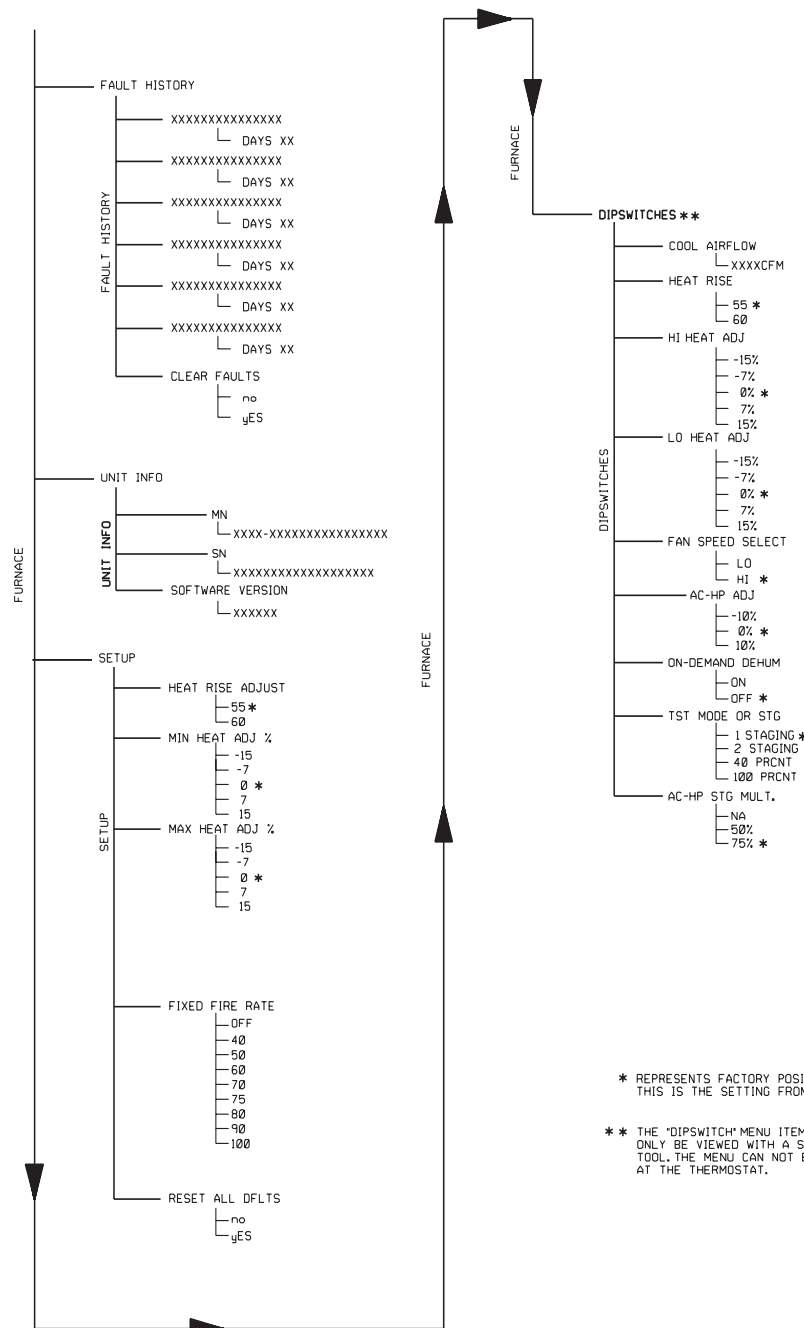 FAULT HISTORY
XXXXXXXXXXXXXXX
DAYS XX
XXXXXXXXXXXXXXX
DAYS XX
XXXXXXXXXXXXXXX
DAYS XX
XXXXXXXXXXXXXXX
DAYS XX
XXXXXXXXXXXXXXX
DAYS XX
XXXXXXXXXXXXXXX
DAYS XX
FAULT HISTORY
CLEAR FAULTS
no
yES
UNIT INFO
UNIT INFO
MN
XXXX-XXXXXXXXXXXXXXXX
SN
XXXXXXXXXXXXXXXXXXX
SOFTWARE VERSION
XXXXXX
FURNACE
SETUP
SETUP
HEAT RISE ADJUST
55*
60
MIN HEAT ADJ %
-15
-7
0 *
7
15
MAX HEAT ADJ %
-15
-7
0 *
7
15
FIXED FIRE RATE
OFF
40
50
60
70
75
80
90
100
RESET ALL DFLTS
no
yES
FURNACE
FURNACE
DIPSWITCHES **
DIPSWITCHES
COOL AIRFLOW
XXXXCFM
HEAT RISE
55 *
60
HI HEAT ADJ
-15%
-7%
0% *
7%
15%
LO HEAT ADJ
-15%
-7%
0% *
7%
15%
FAN SPEED SELECT
LO
HI *
AC-HP ADJ
-10%
0% *
10%
ON-DEMAND DEHUM
ON
OFF *
TST MODE OR STG
1 STAGING *
2 STAGING
40 PRCNT
100 PRCNT
AC-HP STG MULT.
NA
50%
75% *
* REPRESENTS FACTORY
THIS IS THE SETTING
** THE "DIPSWITCH" MENU
ONLY BE VIEWED WITH A
TOOL. THE MENU CAN NOT
AT THE THERMOSTAT.